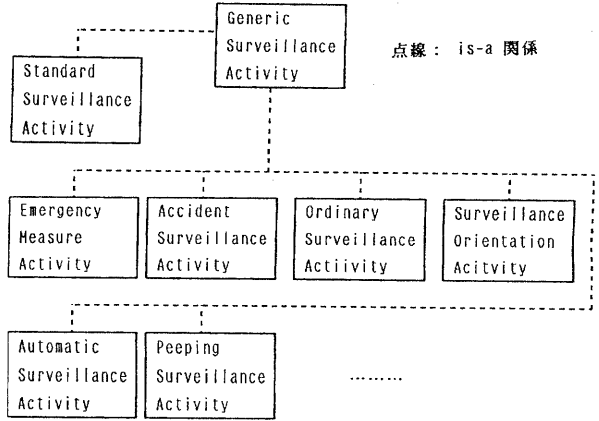 Generic
Surveillance
Activity
点線： is-a 関係
Standard
Surveillance
Activity
Emergency
Measure
Activity
Accident
Surveillance
Activity
Ordinary
Surveillance
Actiivity
Surveillance
Orientation
Acitvity
Automatic
Surveillance
Activity
Peeping
Surveillance
Activity
………